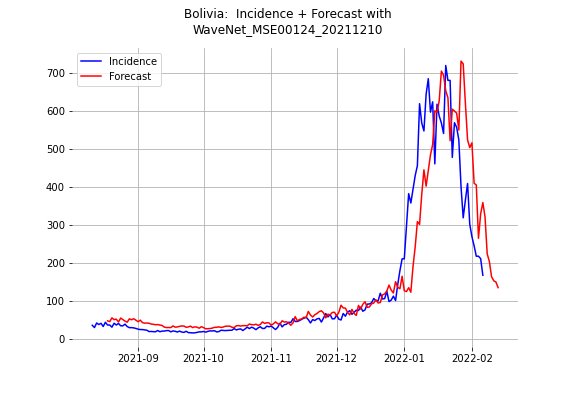 Bolivia:  Incidence + Forecast with
WaveNet_MSE00124_20211210
Incidence
Forecast
700
600
500
400
300
200
100
0
2021-09 2021-10 2021-11 2021-12 2022-01 2022-02